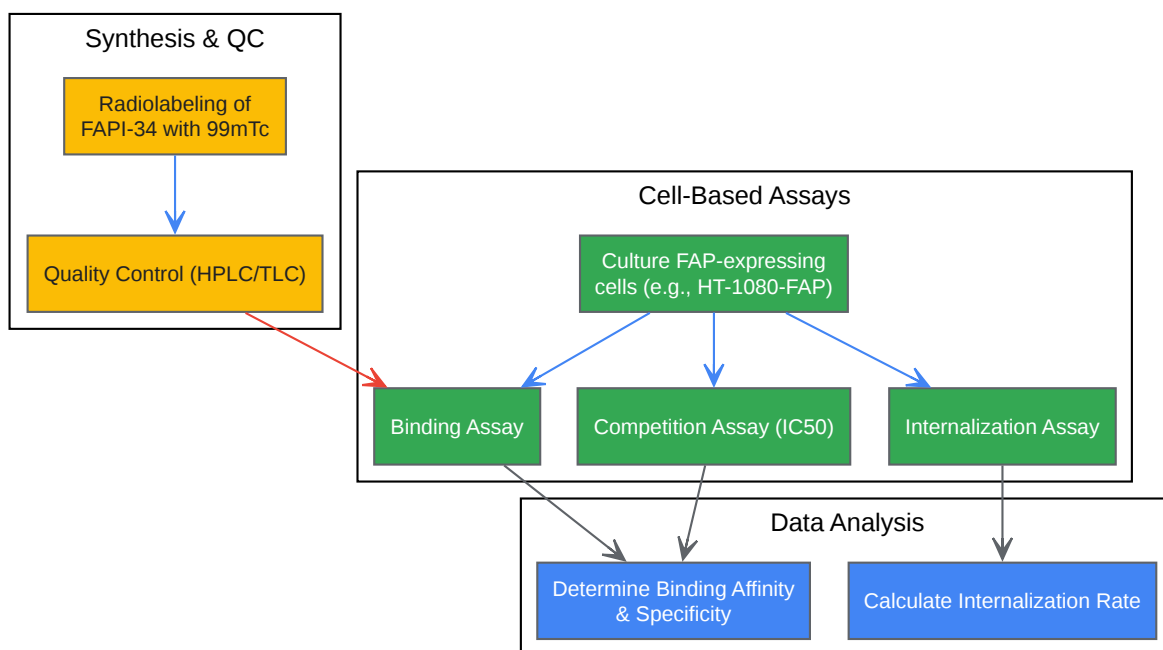 Synthesis & QC
Radiolabeling of
FAPI-34 with 99mTc
Quality Control (HPLC/TLC)
Cell-Based Assays
Culture FAP-expressing
cells (e.g., HT-1080-FAP)
Binding Assay
Competition Assay (IC50)
Internalization Assay
Data Analysis
Determine Binding Affinity
& Specificity
Calculate Internalization Rate